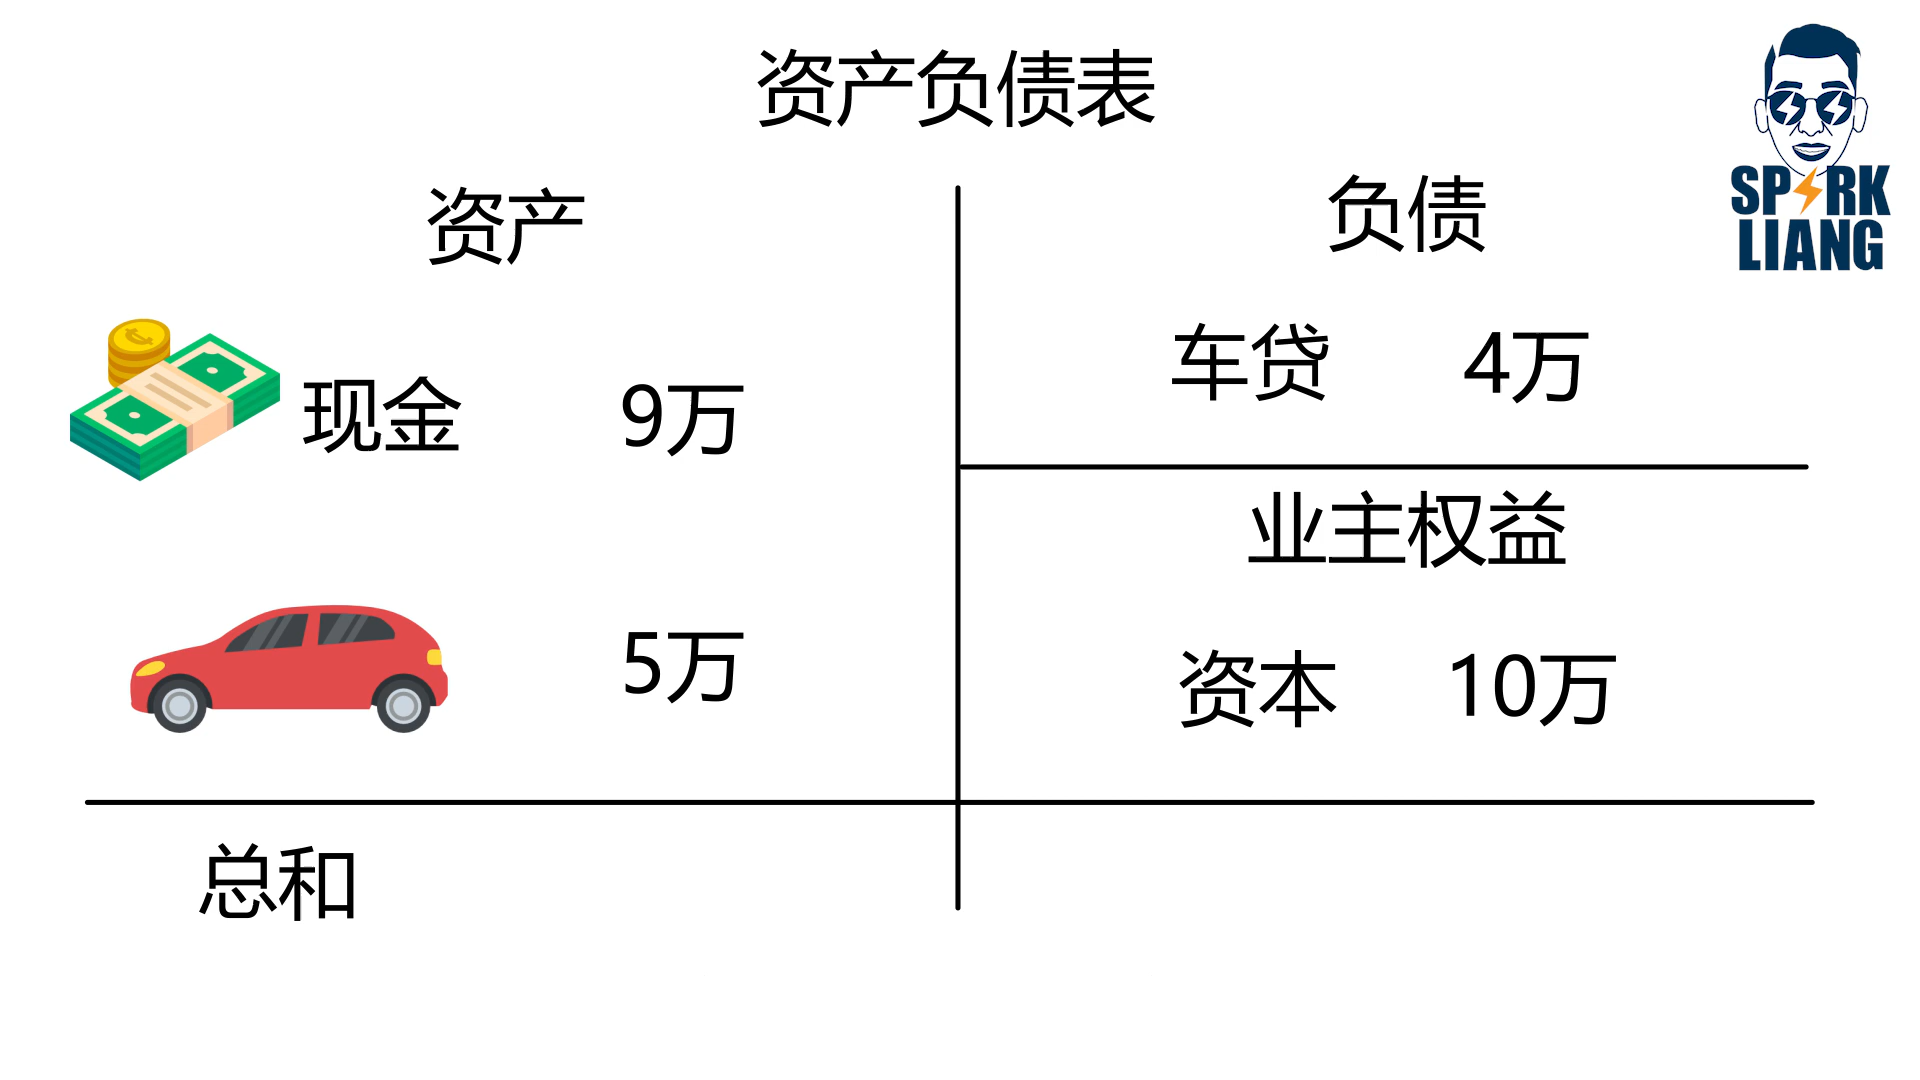 资产负债表
资产
现金 9万
5万
负债
车贷 4万
业主权益
资本 10万
总和
SPARK
LIANG